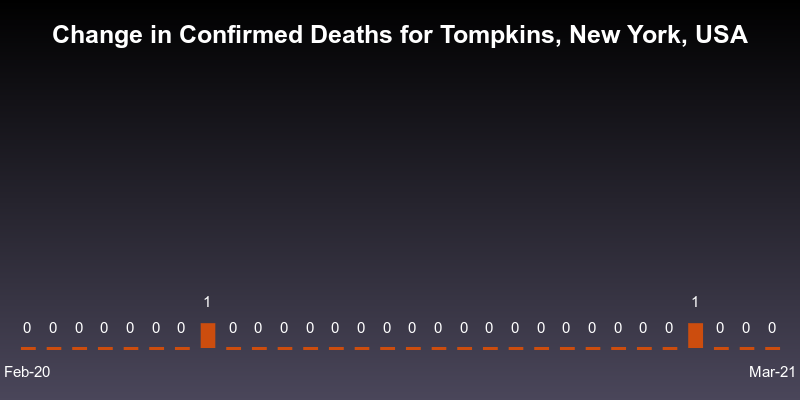 Change in Confirmed Deaths for Tompkins, New York, USA
1 1
0 0 0 0 0 0 0 0 0 0 0 0 0 0 0 0 0 0 0 0 0 0 0 0 0 0 0 0
Feb-20 Mar-21